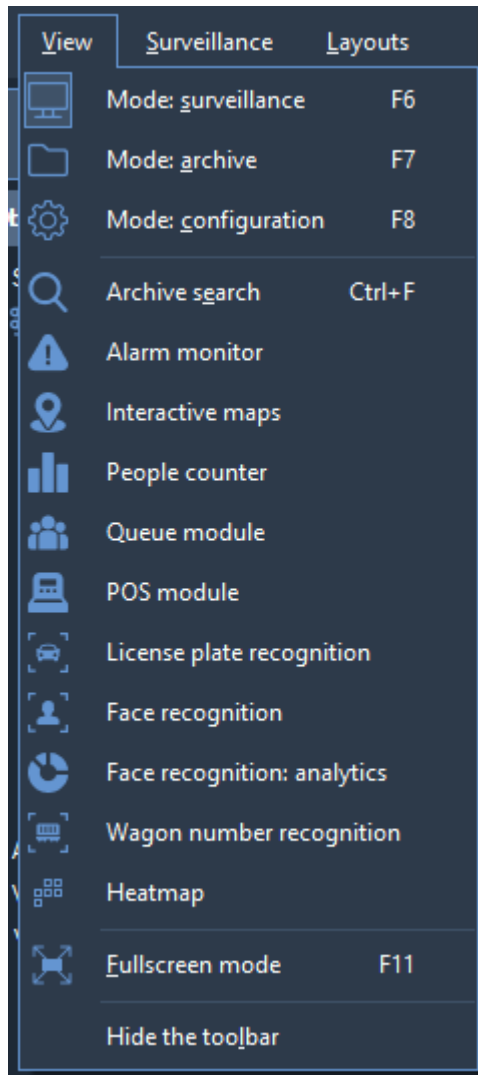 View Surveillance Layouts
Mode: surveillance F6
Mode: archive F7
Mode: configuration F8
Archive search Ctrl+F
Alarm monitor
Interactive maps
People counter
Queue module
POS module
License plate recognition
Face recognition
Face recognition: analytics
Wagon number recognition
Heatmap
Fullscreen mode F11
Hide the toolbar